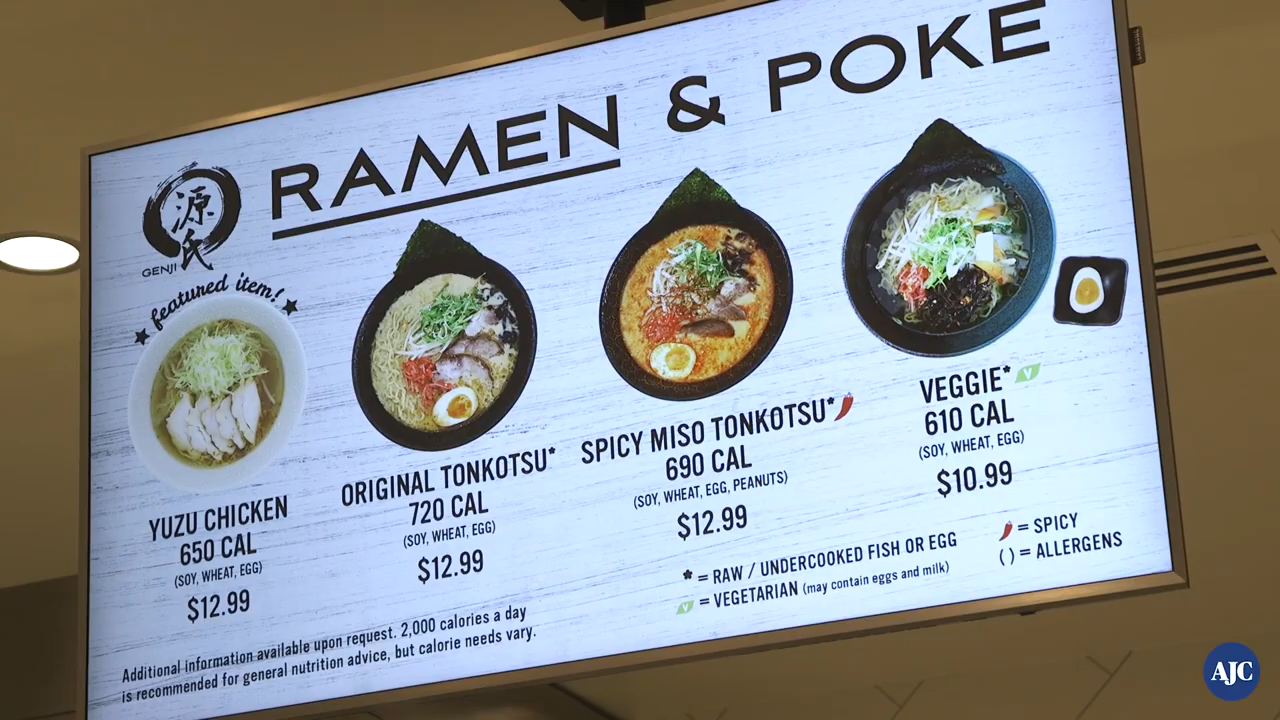 RAMEN & POKE
源
氏
GENJI
featured item!
YUZU CHICKEN
650 CAL
(SOY, WHEAT, EGG)
$12.99
ORIGINAL TONKOTSU*
720 CAL
(SOY, WHEAT, EGG)
$12.99
SPICY MISO TONKOTSU*
690 CAL
(SOY, WHEAT, EGG, PEANUTS)
$12.99
VEGGIE* V
610 CAL
(SOY, WHEAT, EGG)
$10.99
* = RAW / UNDERCOOKED FISH OR EGG
V = VEGETARIAN (may contain eggs and milk)
= SPICY
( ) = ALLERGENS
Additional information available upon request. 2,000 calories a day
is recommended for general nutrition advice, but calorie needs vary.
AJC